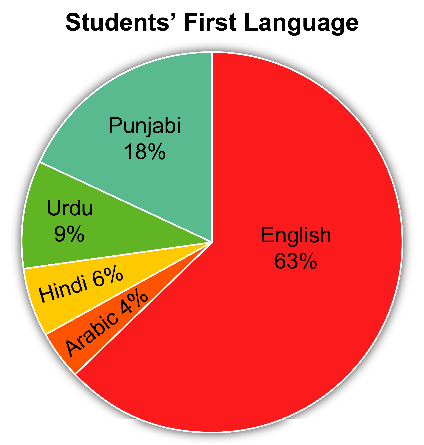 Students’ First Language
Punjabi
18%
English
63%
Urdu
9%
Hindi 6%
Arabic 4%